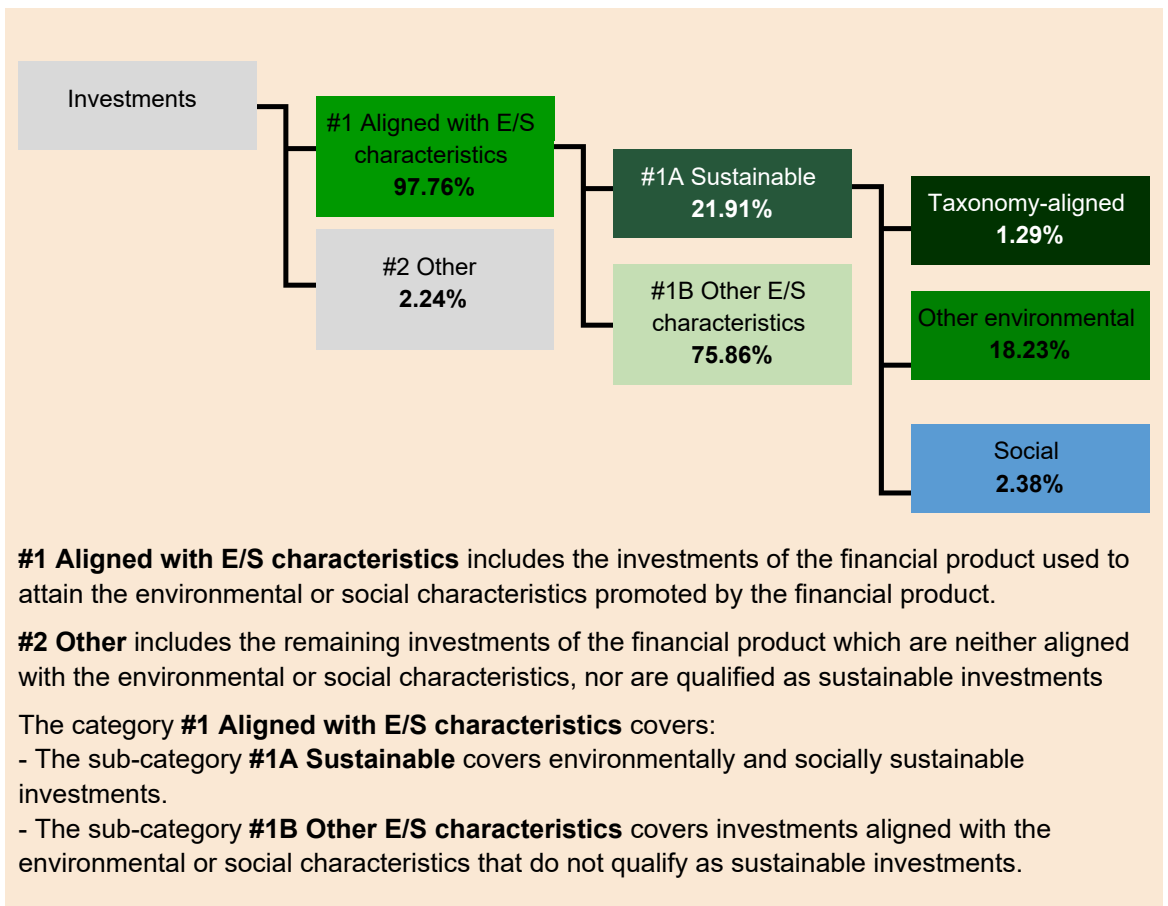 Investments
#1 Aligned with E/S
characteristics
97.76%
#2 Other
2.24%
#1A Sustainable
21.91%
#1B Other E/S
characteristics
75.86%
Taxonomy-aligned
1.29%
Other environmental
18.23%
Social
2.38%
#1 Aligned with E/S characteristics includes the investments of the financial product used to
attain the environmental or social characteristics promoted by the financial product.
#2 Other includes the remaining investments of the financial product which are neither aligned
with the environmental or social characteristics, nor are qualified as sustainable investments
The category #1 Aligned with E/S characteristics covers:
- The sub-category #1A Sustainable covers environmentally and socially sustainable
investments.
- The sub-category #1B Other E/S characteristics covers investments aligned with the
environmental or social characteristics that do not qualify as sustainable investments.